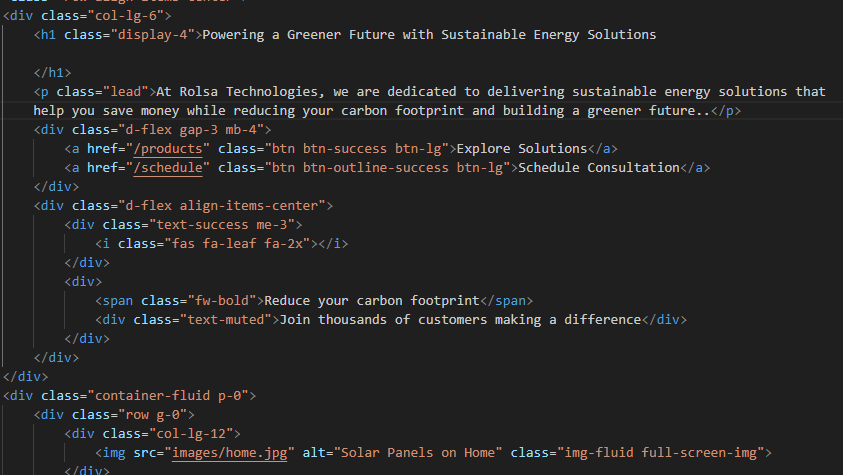 <div class="col-lg-6">
<h1 class="display-4">Powering a Greener Future with Sustainable Energy Solutions
</h1>
<p class="lead">At Rolsa Technologies, we are dedicated to delivering sustainable energy solutions that
help you save money while reducing your carbon footprint and building a greener future..</p>
<div class="d-flex gap-3 mb-4">
<a href="/products" class="btn btn-success btn-lg">Explore Solutions</a>
<a href="/schedule" class="btn btn-outline-success btn-lg">Schedule Consultation</a>
</div>
<div class="d-flex align-items-center">
<div class="text-success me-3">
<i class="fas fa-leaf fa-2x"></i>
</div>
<div>
<span class="fw-bold">Reduce your carbon footprint</span>
<div class="text-muted">Join thousands of customers making a difference</div>
</div>
</div>
</div>
<div class="container-fluid p-0">
<div class="row g-0">
<div class="col-lg-12">
<img src="images/home.jpg" alt="Solar Panels on Home" class="img-fluid full-screen-img">
</div>